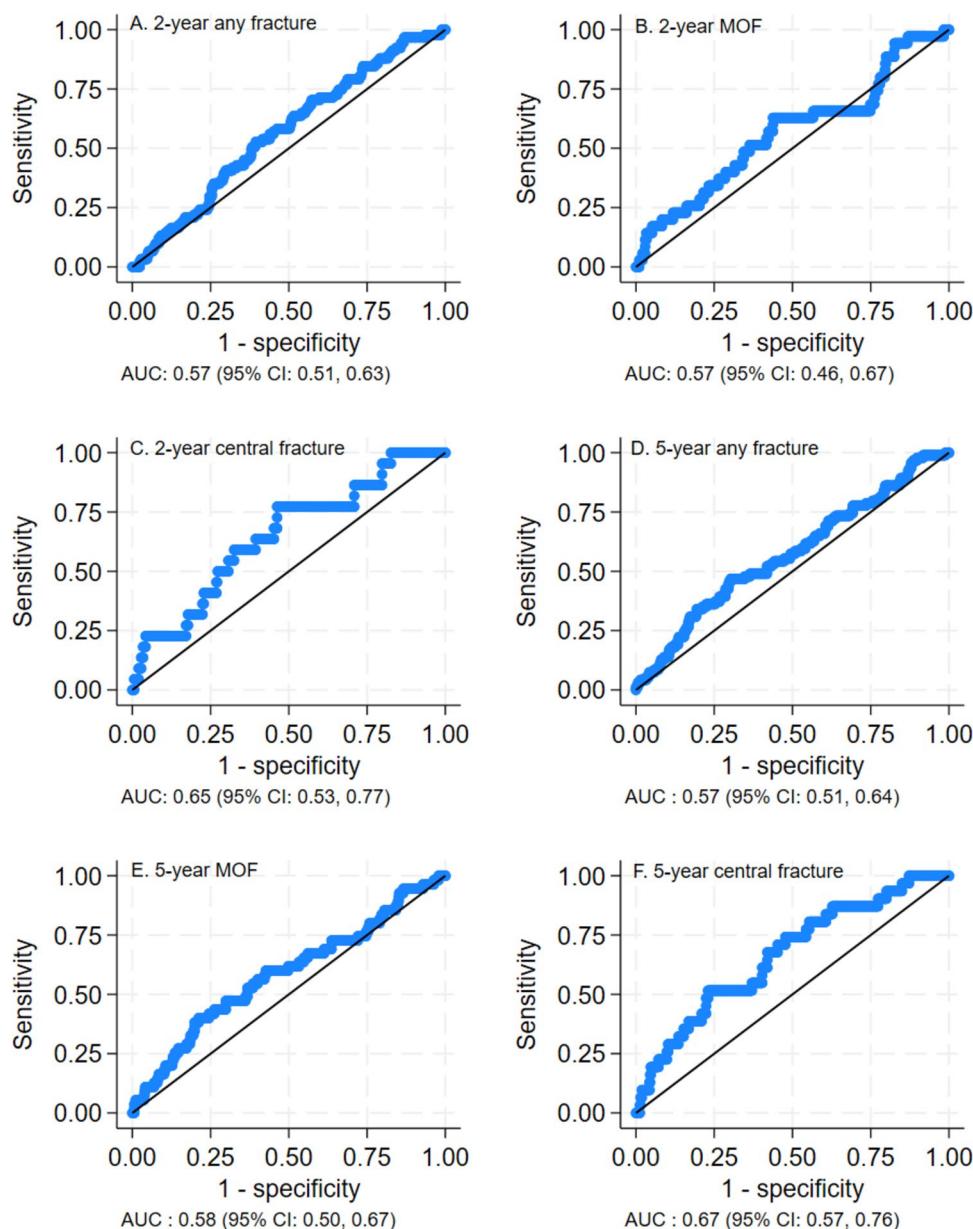 A. 2-year any fracture
1.00
0.75
0.50
0.25
0.00
Sensitivity
0.00 0.25 0.50 0.75 1.00
1 - specificity
AUC: 0.57 (95% CI: 0.51, 0.63)
B. 2-year MOF
1.00
0.75
0.50
0.25
0.00
Sensitivity
0.00 0.25 0.50 0.75 1.00
1 - specificity
AUC: 0.57 (95% CI: 0.46, 0.67)
C. 2-year central fracture
1.00
0.75
0.50
0.25
0.00
Sensitivity
0.00 0.25 0.50 0.75 1.00
1 - specificity
AUC: 0.65 (95% CI: 0.53, 0.77)
D. 5-year any fracture
1.00
0.75
0.50
0.25
0.00
Sensitivity
0.00 0.25 0.50 0.75 1.00
1 - specificity
AUC : 0.57 (95% CI: 0.51, 0.64)
E. 5-year MOF
1.00
0.75
0.50
0.25
0.00
Sensitivity
0.00 0.25 0.50 0.75 1.00
1 - specificity
AUC : 0.58 (95% CI: 0.50, 0.67)
F. 5-year central fracture
1.00
0.75
0.50
0.25
0.00
Sensitivity
0.00 0.25 0.50 0.75 1.00
1 - specificity
AUC : 0.67 (95% CI: 0.57, 0.76)